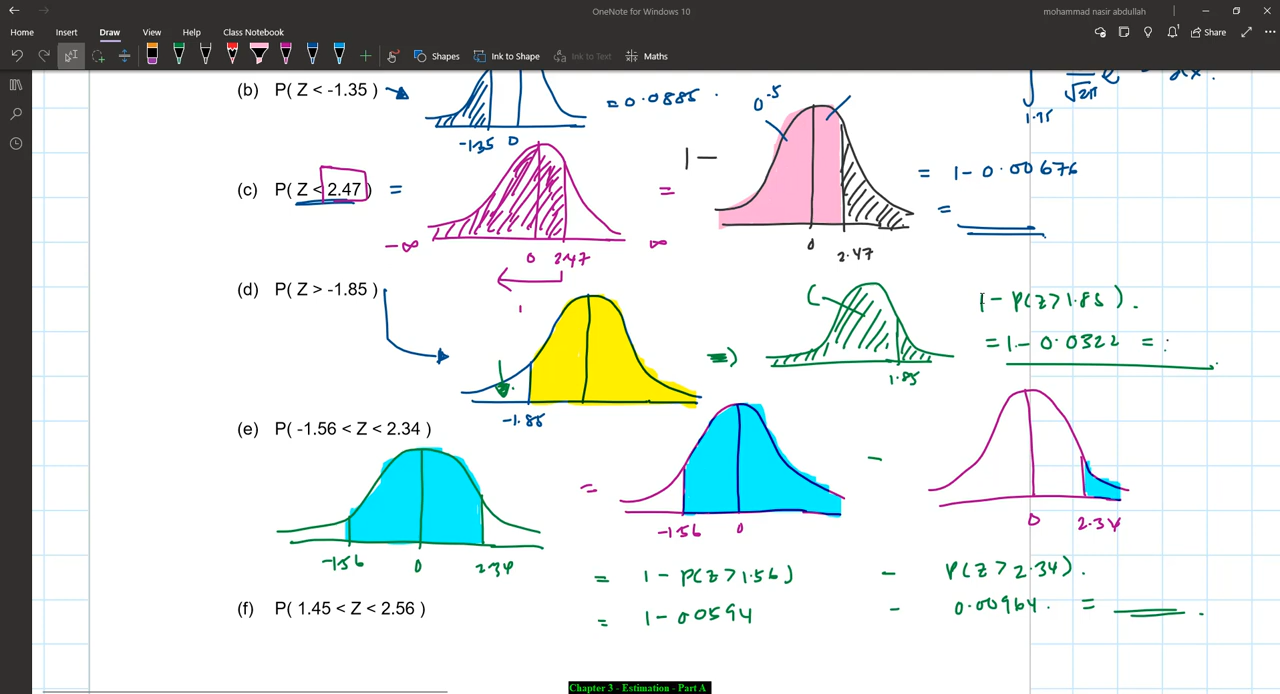 OneNote for Windows 10
mohammad nasir abdullah
Home Insert Draw View Help Class Notebook
Shapes Ink to Shape Ink to Text Maths Share
(b) P( Z < -1.35 ) = 0.0885 .
-1.35 0
1.75
√2π
e dx.
0.5
(c) P( Z < 2.47 ) = = 1 - = 1 - 0.00676
=
-∞ 0 2.47 ∞
0 2.47
(d) P( Z > -1.85 )
1 - P(Z > 1.85).
= 1 - 0.0322 =
-1.85
1.85
(e) P( -1.56 < Z < 2.34 )
= -
-1.56 0 2.34
-1.56 0
0 2.34
= 1 - P(Z > 1.56) - P(Z > 2.34).
(f) P( 1.45 < Z < 2.56 )
= 1 - 0.0594 - 0.00964. =
Chapter 3 - Estimation - Part A